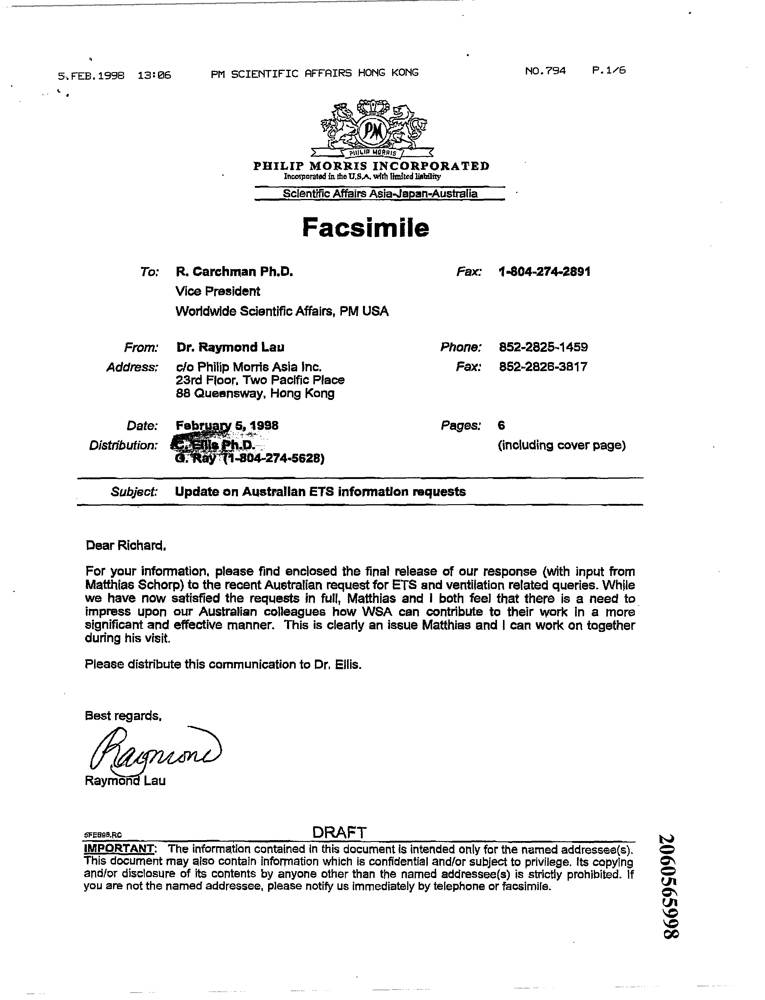 5.FEB.1998 13:06 PM SCIENTIFIC AFFAIRS HONG KONG NO.794 P.1/6
PM
PHILIP MORRIS
PHILIP MORRIS INCORPORATED
Incorporated in the U.S.A. with limited liability
Scientific Affairs Asia-Japan-Australia
Facsimile
To: R. Carchman Ph.D. Fax: 1-804-274-2891
Vice President
Worldwide Scientific Affairs, PM USA
From: Dr. Raymond Lau Phone: 852-2825-1459
Address: c/o Philip Morris Asia Inc. Fax: 852-2826-3817
23rd Floor, Two Pacific Place
88 Queensway, Hong Kong
Date: February 5, 1998 Pages: 6
Distribution: C. Ellis Ph.D. (including cover page)
G. Ray (1-804-274-5628)
Subject: Update on Australian ETS information requests
Dear Richard,
For your information, please find enclosed the final release of our response (with input from
Matthias Schorp) to the recent Australian request for ETS and ventilation related queries. While
we have now satisfied the requests in full, Matthias and I both feel that there is a need to
impress upon our Australian colleagues how WSA can contribute to their work in a more
significant and effective manner. This is clearly an issue Matthias and I can work on together
during his visit.
Please distribute this communication to Dr. Ellis.
Best regards,
Raymond
Raymond Lau
5FEB98.RC DRAFT
IMPORTANT: The information contained in this document is intended only for the named addressee(s).
This document may also contain information which is confidential and/or subject to privilege. Its copying
and/or disclosure of its contents by anyone other than the named addressee(s) is strictly prohibited. If
you are not the named addressee, please notify us immediately by telephone or facsimile.
2060565998